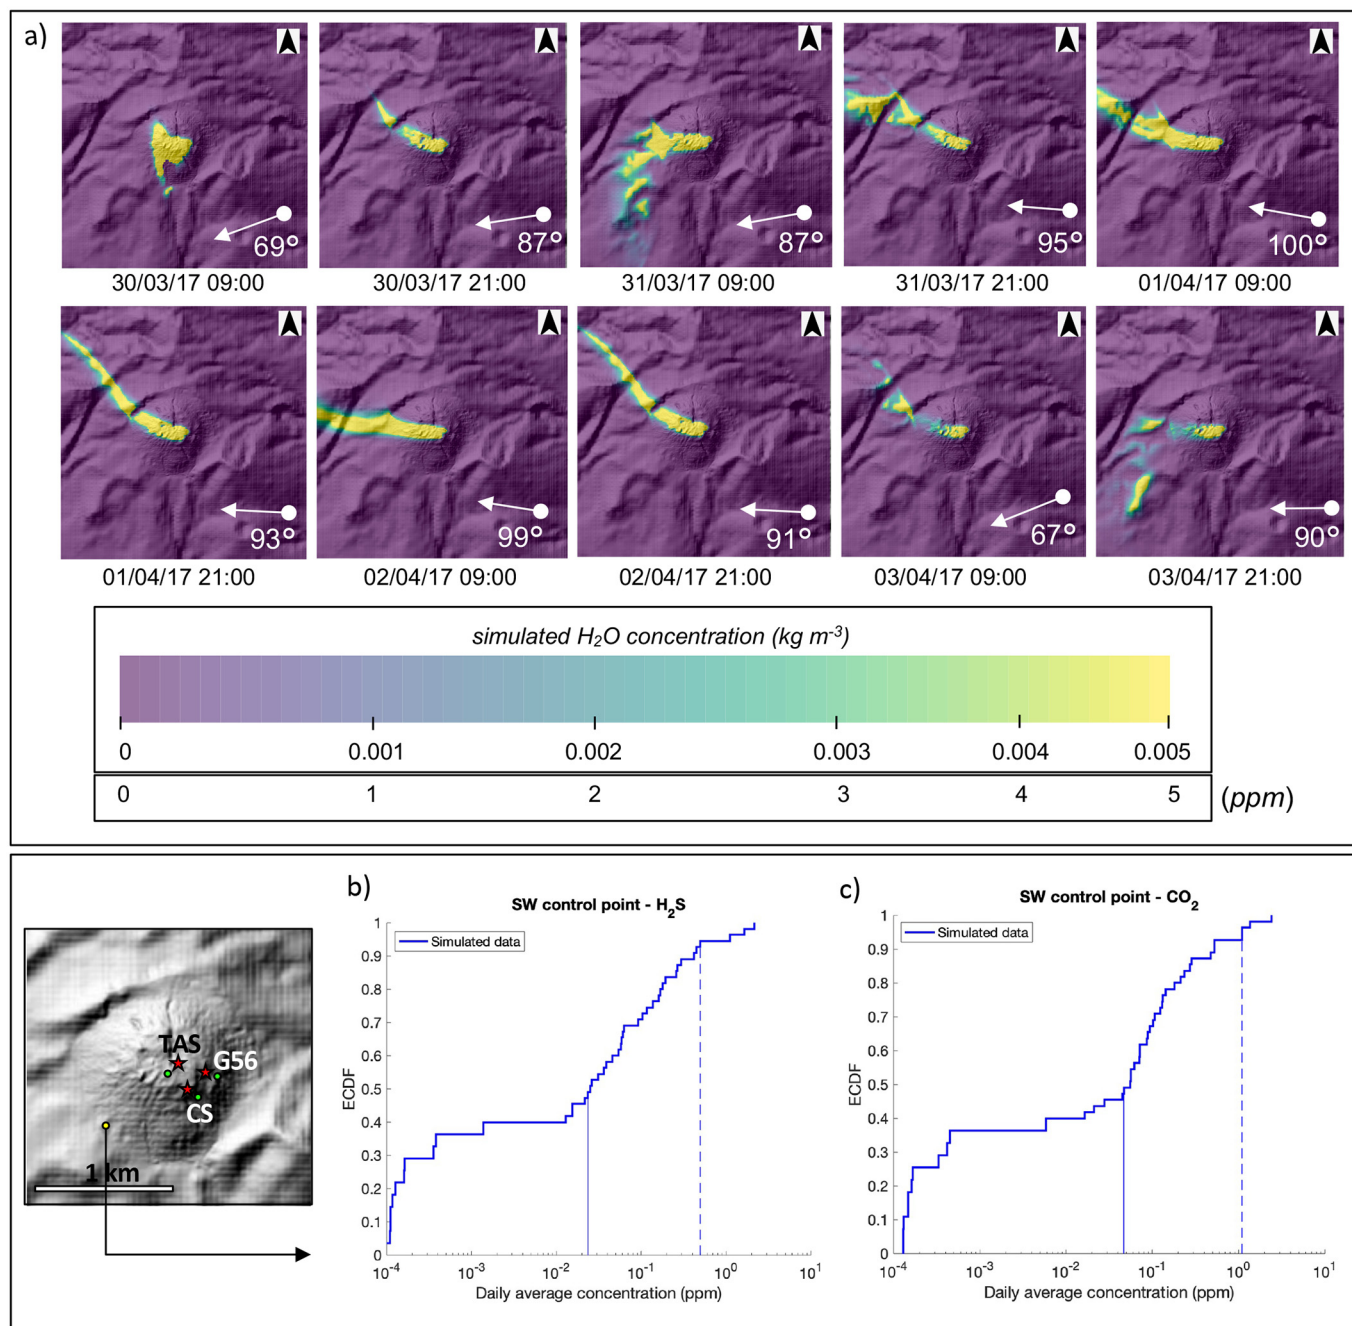 a)
69°
87°
87°
95°
100°
30/03/17 09:00
30/03/17 21:00
31/03/17 09:00
31/03/17 21:00
01/04/17 09:00
93°
99°
91°
67°
90°
01/04/17 21:00
02/04/17 09:00
02/04/17 21:00
03/04/17 09:00
03/04/17 21:00
simulated H₂O concentration (kg m⁻³)
0 0.001 0.002 0.003 0.004 0.005
0 1 2 3 4 5 (ppm)
TAS
G56
CS
1 km
b)
SW control point - H₂S
Simulated data
1
0.9
0.8
0.7
0.6
0.5
0.4
0.3
0.2
0.1
0
ECDF
10⁻⁴ 10⁻³ 10⁻² 10⁻¹ 10⁰ 10¹
Daily average concentration (ppm)
c)
SW control point - CO₂
Simulated data
1
0.9
0.8
0.7
0.6
0.5
0.4
0.3
0.2
0.1
0
ECDF
10⁻⁴ 10⁻³ 10⁻² 10⁻¹ 10⁰ 10¹
Daily average concentration (ppm)